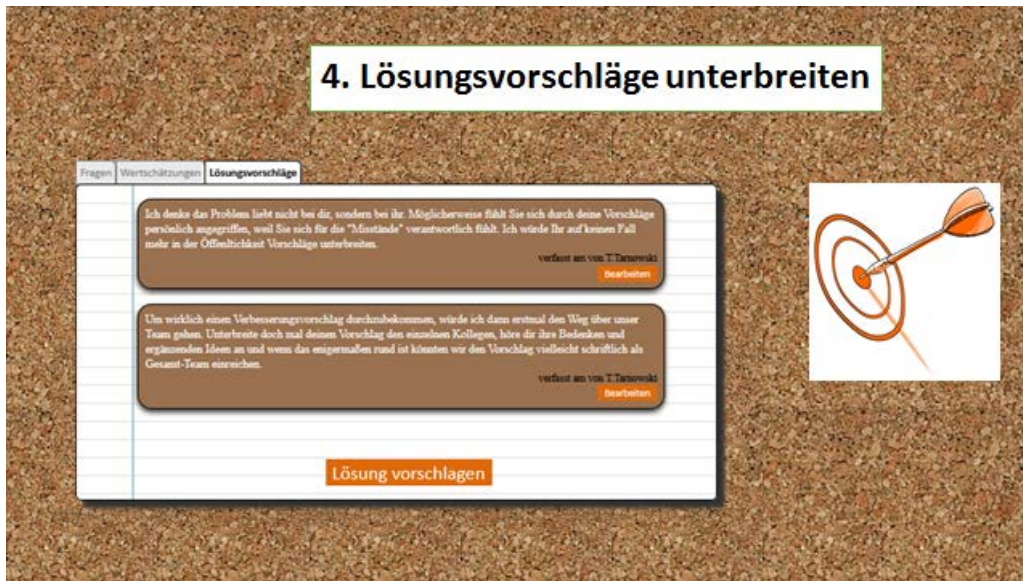 4. Lösungsvorschläge unterbreiten
Fragen Wertschätzungen Lösungsvorschläge
Ich denke das Problem liebt nicht bei dir, sondern bei ihr. Möglicherweise fühlt Sie sich durch deine Vorschläge
persönlich angegriffen, weil Sie sich für die "Misstände" verantwortlich fühlt. Ich würde Ihr auf keinen Fall
mehr in der Öffentlichkeit Vorschläge unterbreiten.
verfasst am von T.Tarnowski
Bearbeiten
Um wirklich einen Verbesserungsvorschlag durchzubekommen, würde ich dann erstmal den Weg über unser
Team gehen. Unterbreite doch mal deinen Vorschlag den einzelnen Kollegen, höre dir ihre Bedenken und
ergänzenden Ideen an und wenn das enigermaßen rund ist könnten wir den Vorschlag vielleicht schriftlich als
Gesamt-Team einreichen.
verfasst am von T.Tarnowski
Bearbeiten
Lösung vorschlagen